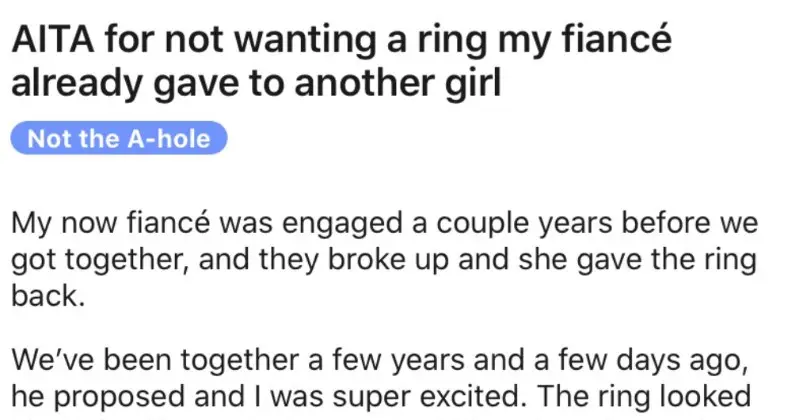 AITA for not wanting a ring my fiancé
already gave to another girl
Not the A-hole
My now fiancé was engaged a couple years before we
got together, and they broke up and she gave the ring
back.
We’ve been together a few years and a few days ago,
he proposed and I was super excited. The ring looked